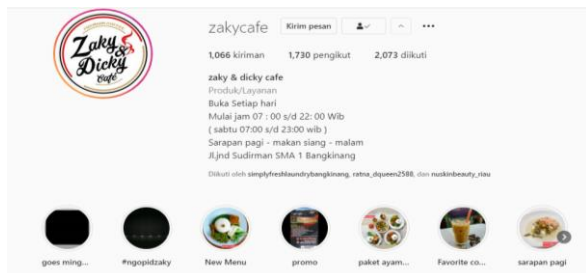 Zaky
&
Dicky
Café
zakycafe Kirim pesan
1,066 kiriman 1,730 pengikut 2,073 diikuti
zaky & dicky cafe
Produk/Layanan
Buka Setiap hari
Mulai jam 07 : 00 s/d 22: 00 Wib
( sabtu 07:00 s/d 23:00 wib )
Sarapan pagi - makan siang - malam
Jl.jnd Sudirman SMA 1 Bangkinang
Diikuti oleh simplyfreshlaundrybangkinang, ratna_dqueen2588, dan nuskinbeauty_riau
goes ming... #ngopidzaky New Menu promo paket ayam... Favorite co... sarapan pagi